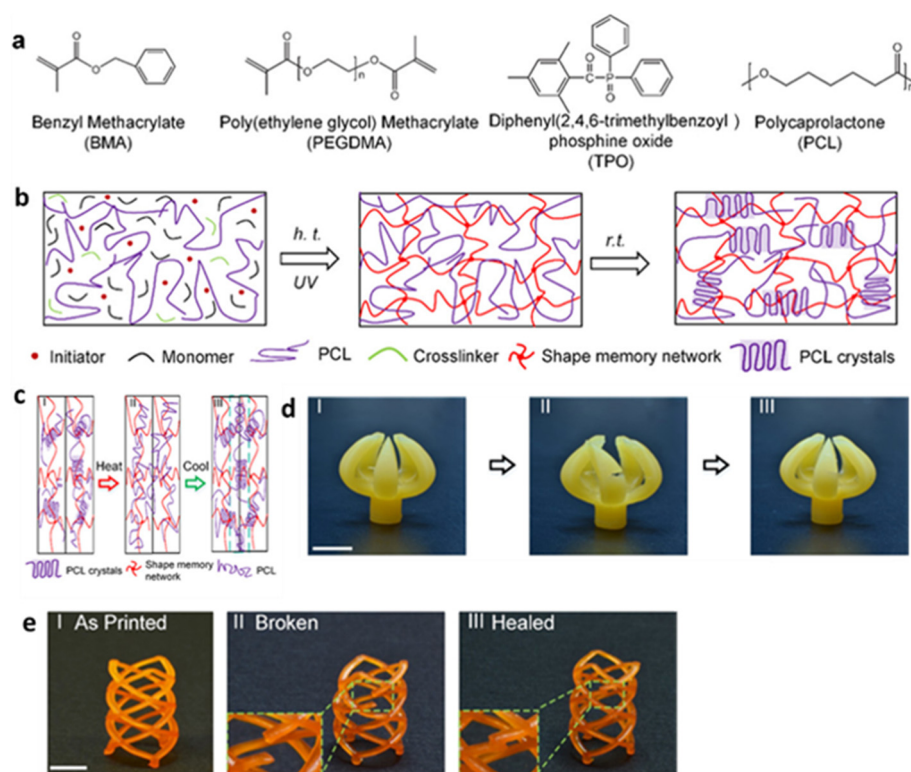 a
O
O
O
O
n
O
O
O
C
P
O
O
O
n
Benzyl Methacrylate
(BMA)
Poly(ethylene glycol) Methacrylate
(PEGDMA)
Diphenyl(2,4,6-trimethylbenzoyl )
phosphine oxide
(TPO)
Polycaprolactone
(PCL)
b
h. t.
UV
r.t.
Initiator
Monomer
PCL
Crosslinker
Shape memory network
PCL crystals
c
I
II
III
Heat
Cool
PCL crystals
Shape memory
network
PCL
d
I
II
III
e
I As Printed
II Broken
III Healed